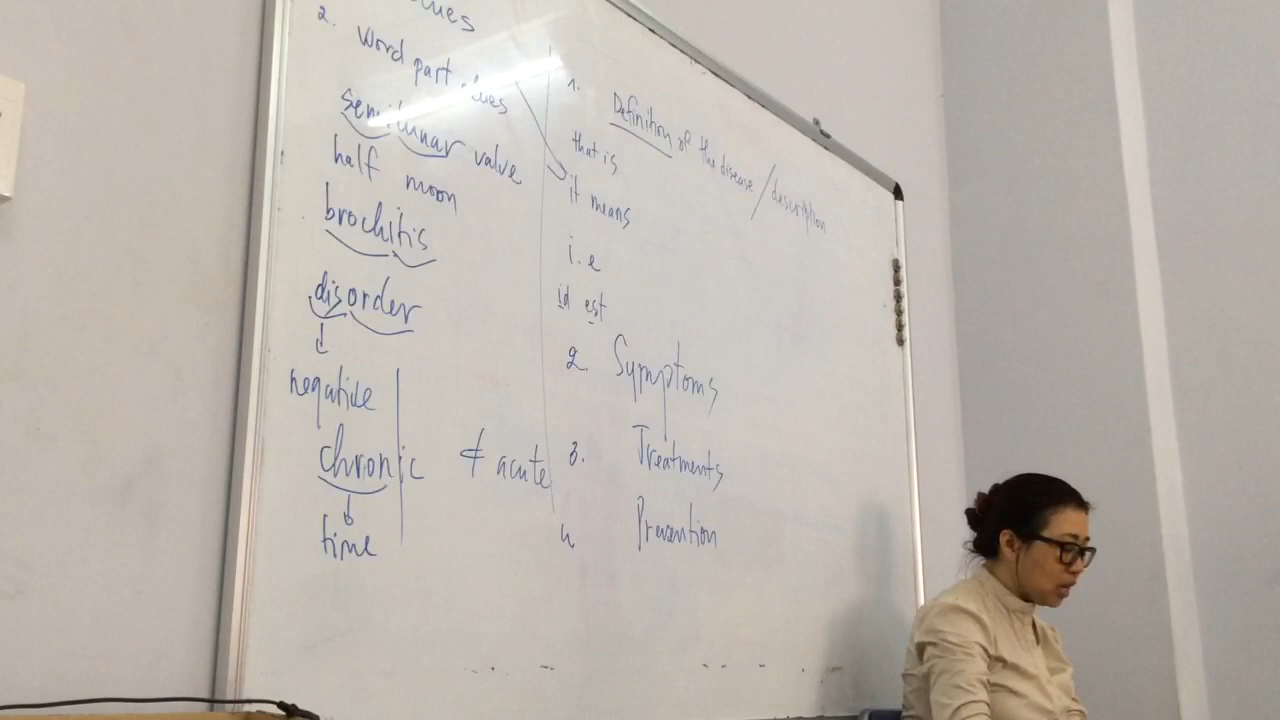 2. Word part clues
semilunar valve
half moon
brochitis
disorder
negative
chronic ≠ acute
time
1. Definition of the disease / description
that is
it means
i.e
id est
2. Symptoms
3. Treatments
4 Prevention